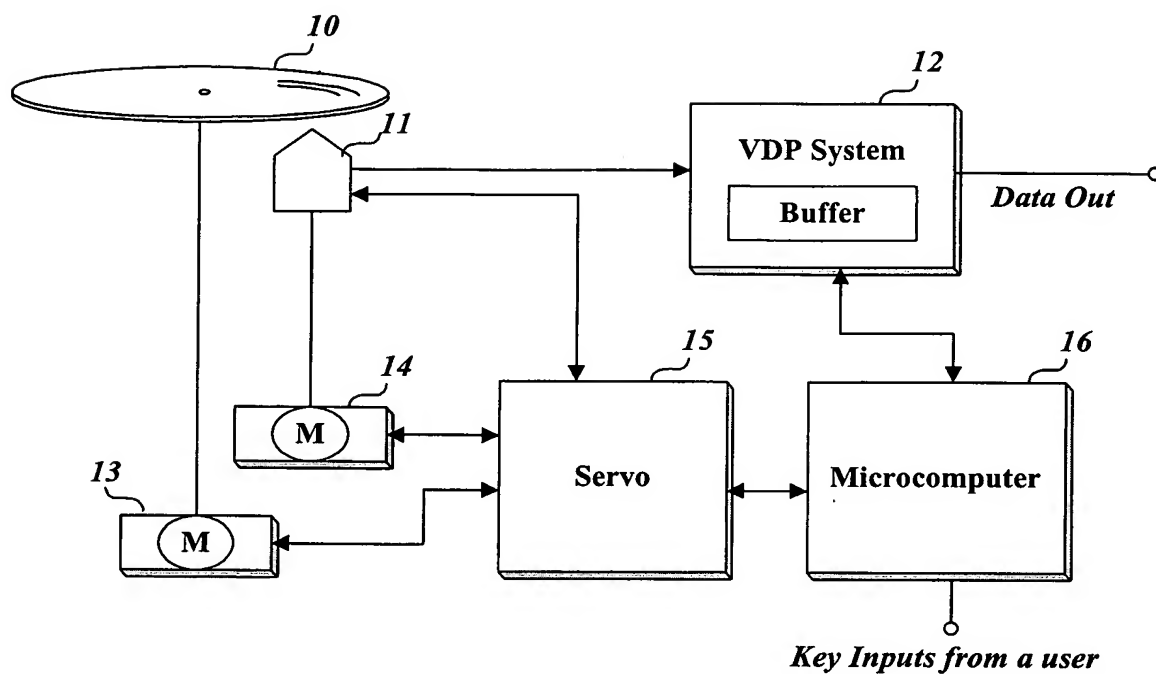 10
12
11
VDP System
Buffer
Data Out
15
16
14
M
Servo
Microcomputer
13
M
Key Inputs from a user